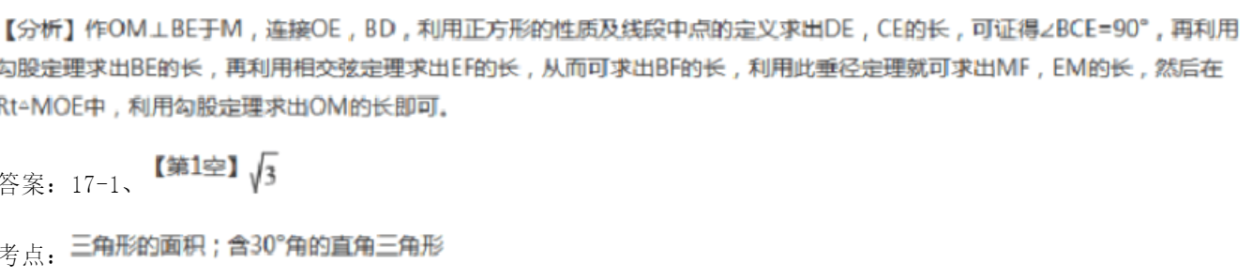 【分析】作OM⊥BE于M，连接OE，BD，利用正方形的性质及线段中点的定义求出DE，CE的长，可证得∠BCE=90°，再利用
勾股定理求出BE的长，再利用相交弦定理求出EF的长，从而可求出BF的长，利用此垂径定理就可求出MF，EM的长，然后在
Rt△MOE中，利用勾股定理求出OM的长即可。
答案：17-1、【第1空】√3
考点：三角形的面积；含30°角的直角三角形